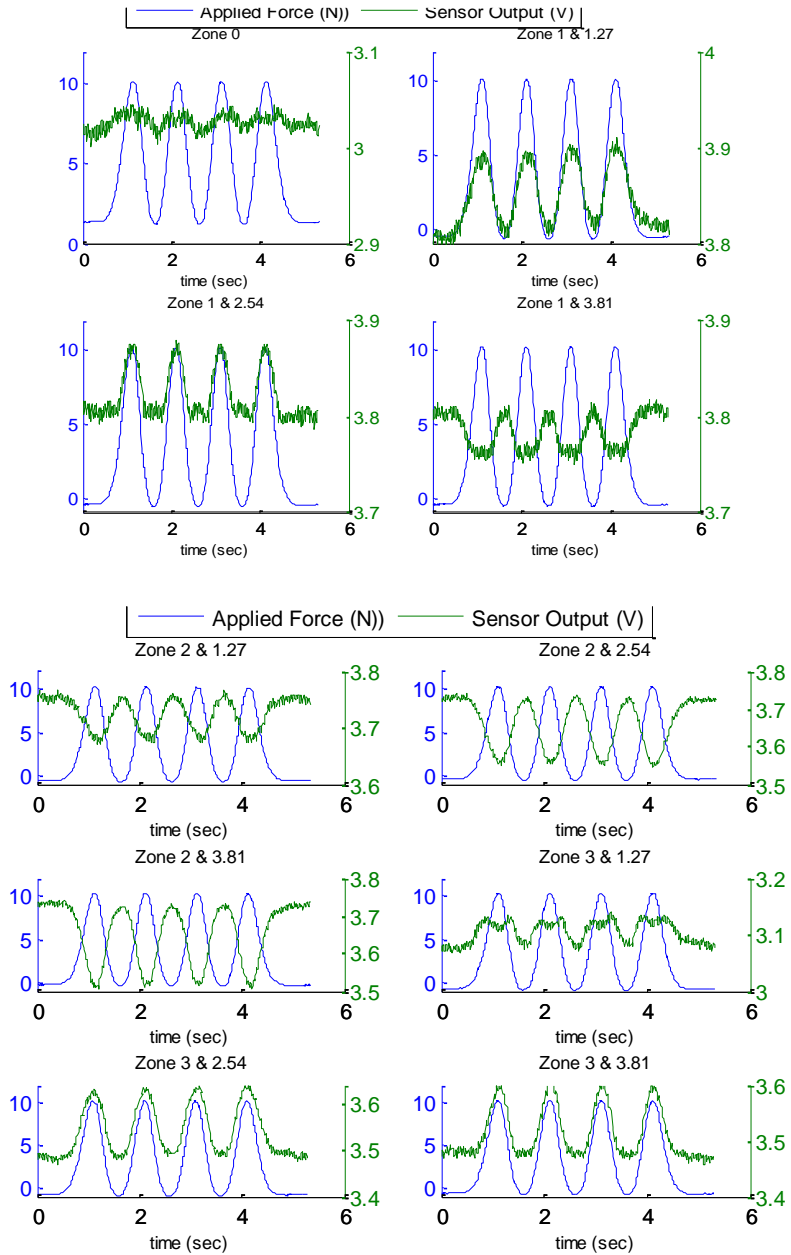 Applied Force (N)) Sensor Output (V)
Zone 0 Zone 1 & 1.27
10 3.1 10 4
5 3 5 3.9
0 2.9 0 3.8
0 2 4 6 0 2 4 6
time (sec) time (sec)
Zone 1 & 2.54 Zone 1 & 3.81
10 3.9 10 3.9
5 3.8 5 3.8
0 3.7 0 3.7
0 2 4 6 0 2 4 6
time (sec) time (sec)
Applied Force (N)) Sensor Output (V)
Zone 2 & 1.27 Zone 2 & 2.54
10 3.8 10 3.8
5 3.7 5 3.7
3.6
0 3.6 0 3.5
0 2 4 6 0 2 4 6
time (sec) time (sec)
Zone 2 & 3.81 Zone 3 & 1.27
10 3.8 10 3.2
3.7
5 3.6 5 3.1
0 3.5 0 3
0 2 4 6 0 2 4 6
time (sec) time (sec)
Zone 3 & 2.54 Zone 3 & 3.81
10 3.6 10 3.6
5 3.5 5 3.5
0 3.4 0 3.4
0 2 4 6 0 2 4 6
time (sec) time (sec)